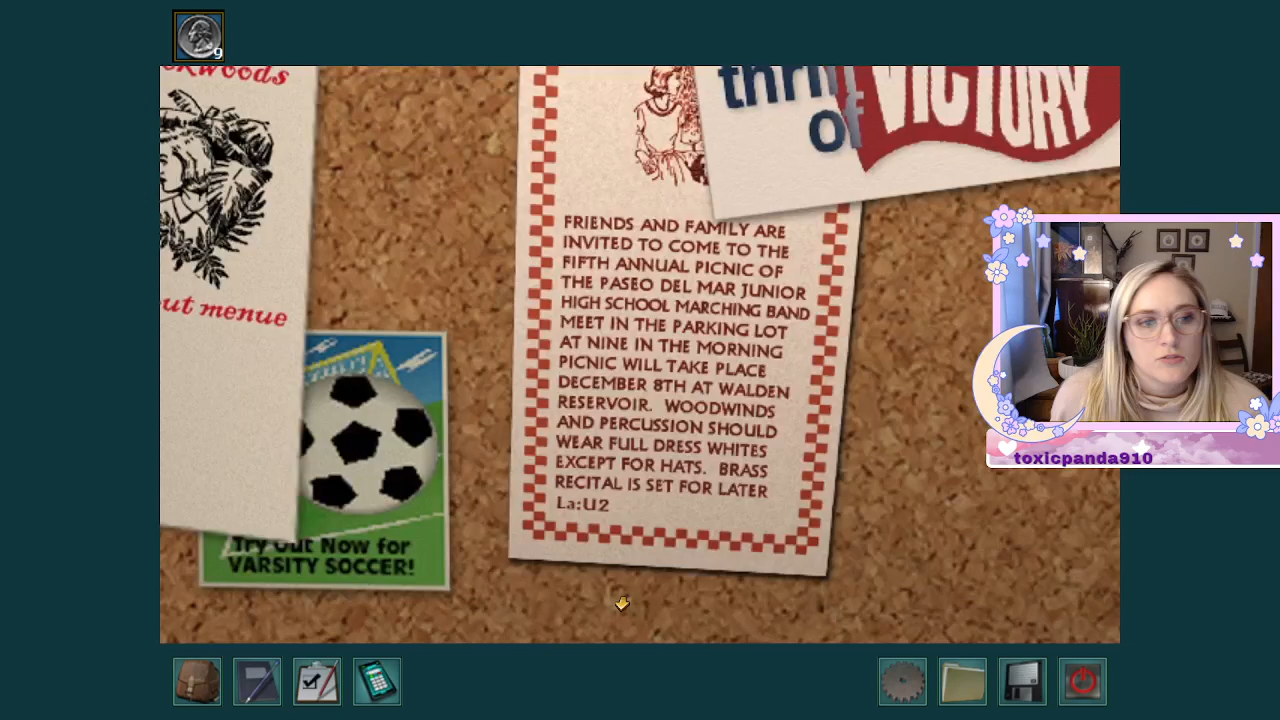 9
ckwoods
ut menue
Try Out Now for
VARSITY SOCCER!
FRIENDS AND FAMILY ARE
INVITED TO COME TO THE
FIFTH ANNUAL PICNIC OF
THE PASEO DEL MAR JUNIOR
HIGH SCHOOL MARCHING BAND
MEET IN THE PARKING LOT
AT NINE IN THE MORNING
PICNIC WILL TAKE PLACE
DECEMBER 8TH AT WALDEN
RESERVOIR. WOODWINDS
AND PERCUSSION SHOULD
WEAR FULL DRESS WHITES
EXCEPT FOR HATS. BRASS
RECITAL IS SET FOR LATER
La:U2
thrill
of VICTORY
toxicpanda910